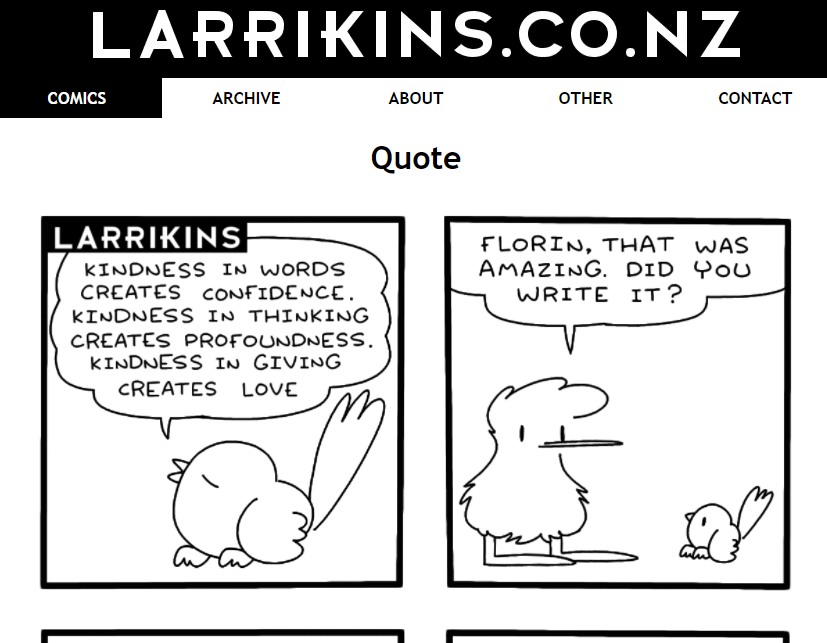 LARRIKINS.CO.NZ
COMICS ARCHIVE ABOUT OTHER CONTACT
Quote
LARRIKINS
KINDNESS IN WORDS
CREATES CONFIDENCE.
KINDNESS IN THINKING
CREATES PROFOUNDNESS.
KINDNESS IN GIVING
CREATES LOVE
FLORIN, THAT WAS
AMAZING. DID YOU
WRITE IT?